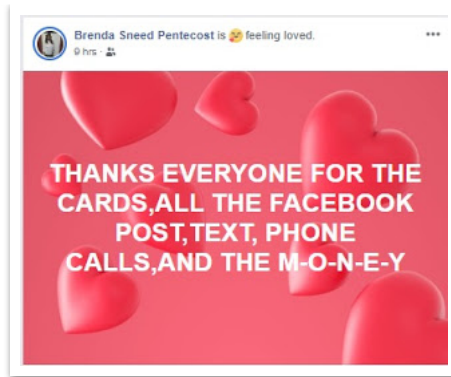 Brenda Sneed Pentecost is feeling loved.
9 hrs ·
THANKS EVERYONE FOR THE
CARDS,ALL THE FACEBOOK
POST,TEXT, PHONE
CALLS,AND THE M-O-N-E-Y